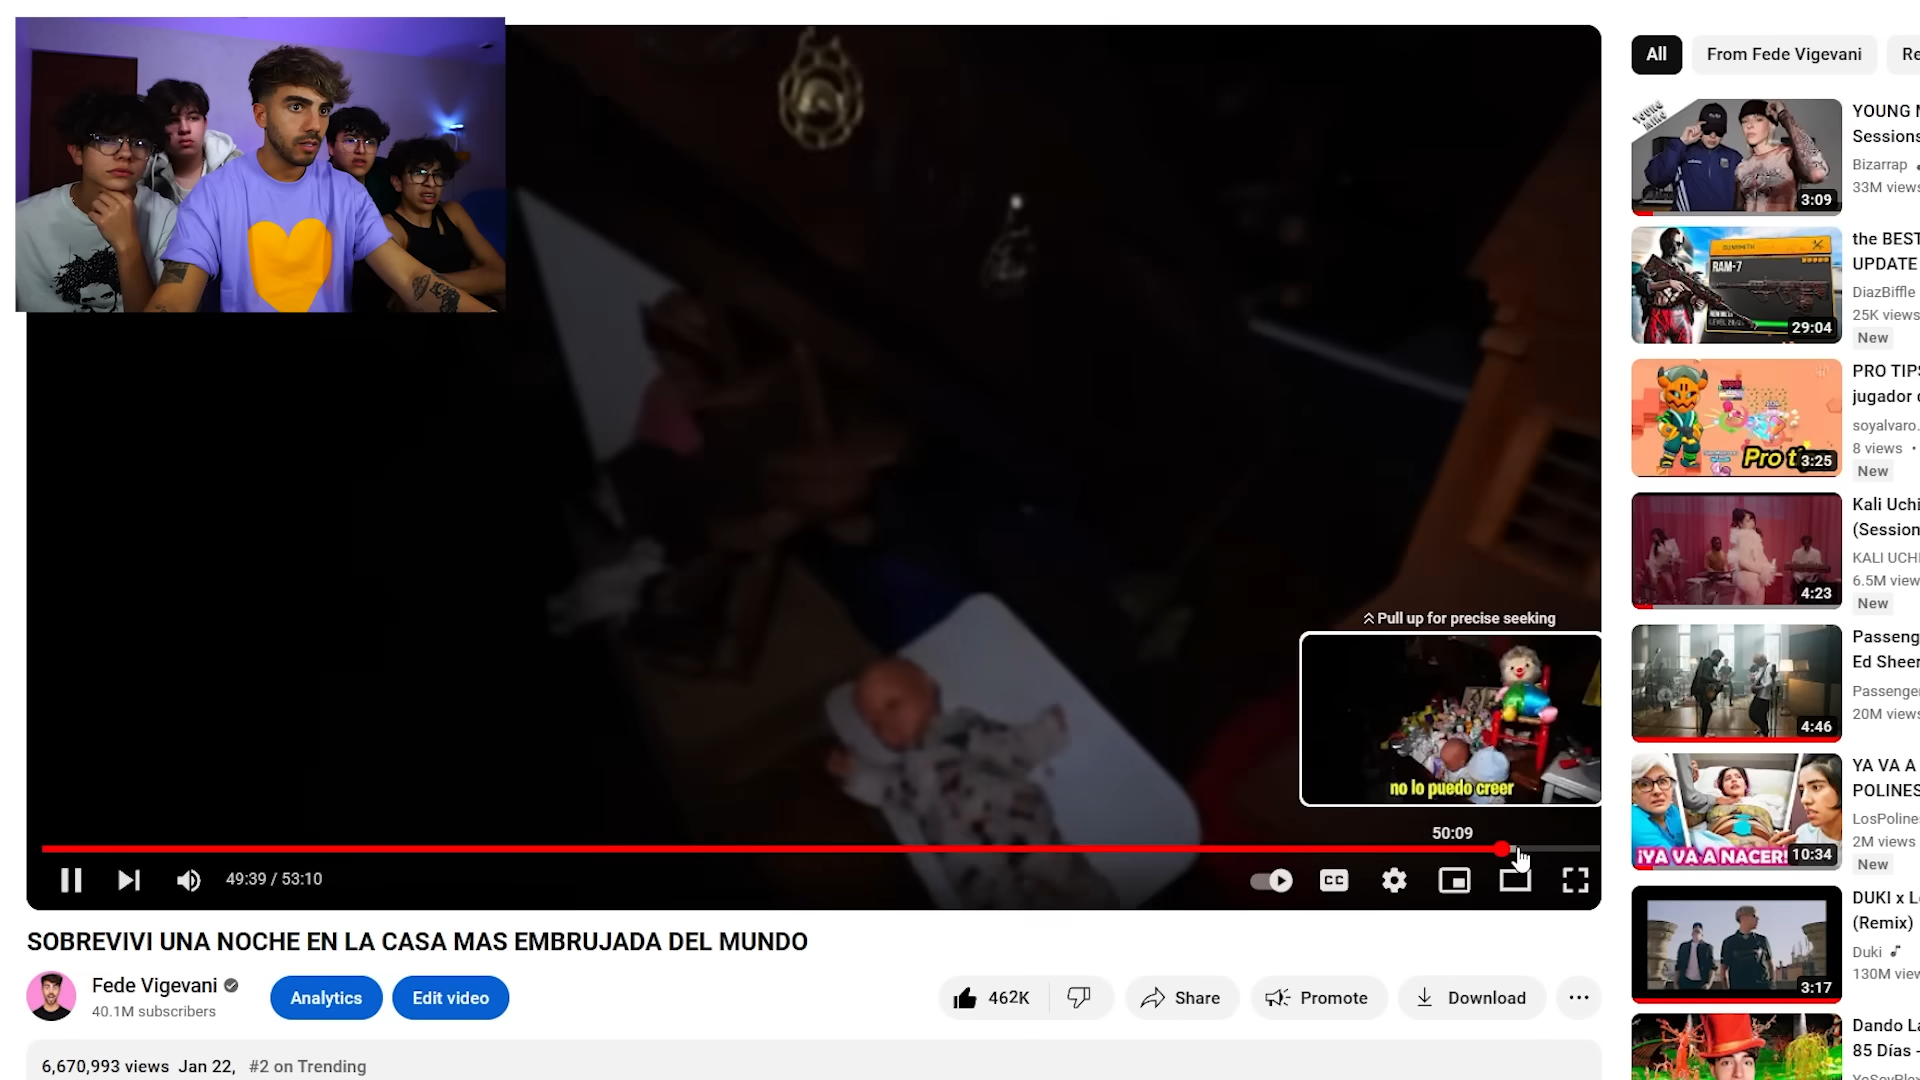 Pull up for precise seeking
no lo puedo creer
50:09
49:39 / 53:10
CC
SOBREVIVI UNA NOCHE EN LA CASA MAS EMBRUJADA DEL MUNDO
Fede Vigevani
40.1M subscribers
Analytics
Edit video
462K
Share
Promote
Download
6,670,993 views Jan 22, #2 on Trending
All
From Fede Vigevani
Re
YOUNG
MIKO
3:09
YOUNG M
Sessions
Bizarrap
33M views
GUNSMITH
RAM-7
29:04
the BEST
UPDATE
DiazBiffle
25K views
New
Pro t
3:25
PRO TIPS
jugador
soyalvaro.
8 views •
New
4:23
Kali Uchi
(Session
KALI UCHI
6.5M view
New
4:46
Passeng
Ed Sheer
Passenger
20M views
¡YA VA A NACER!
10:34
YA VA A
POLINES
LosPoline
2M views
New
3:17
DUKI x L
(Remix)
Duki
130M view
Dando La
85 Días -